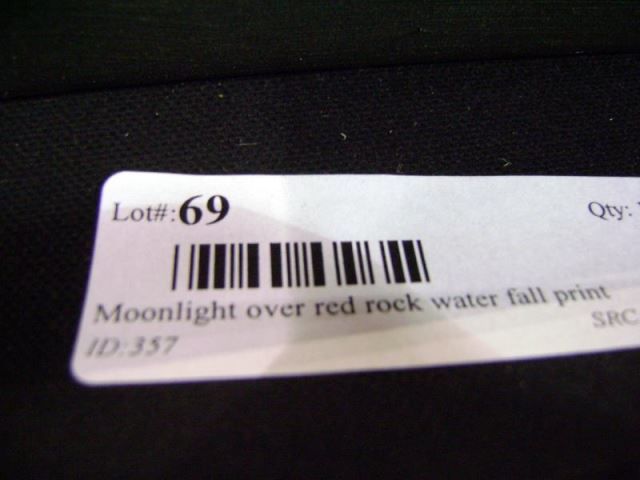 Lot#:69
Qty:
Moonlight over red rock water fall print
SRC
ID:357